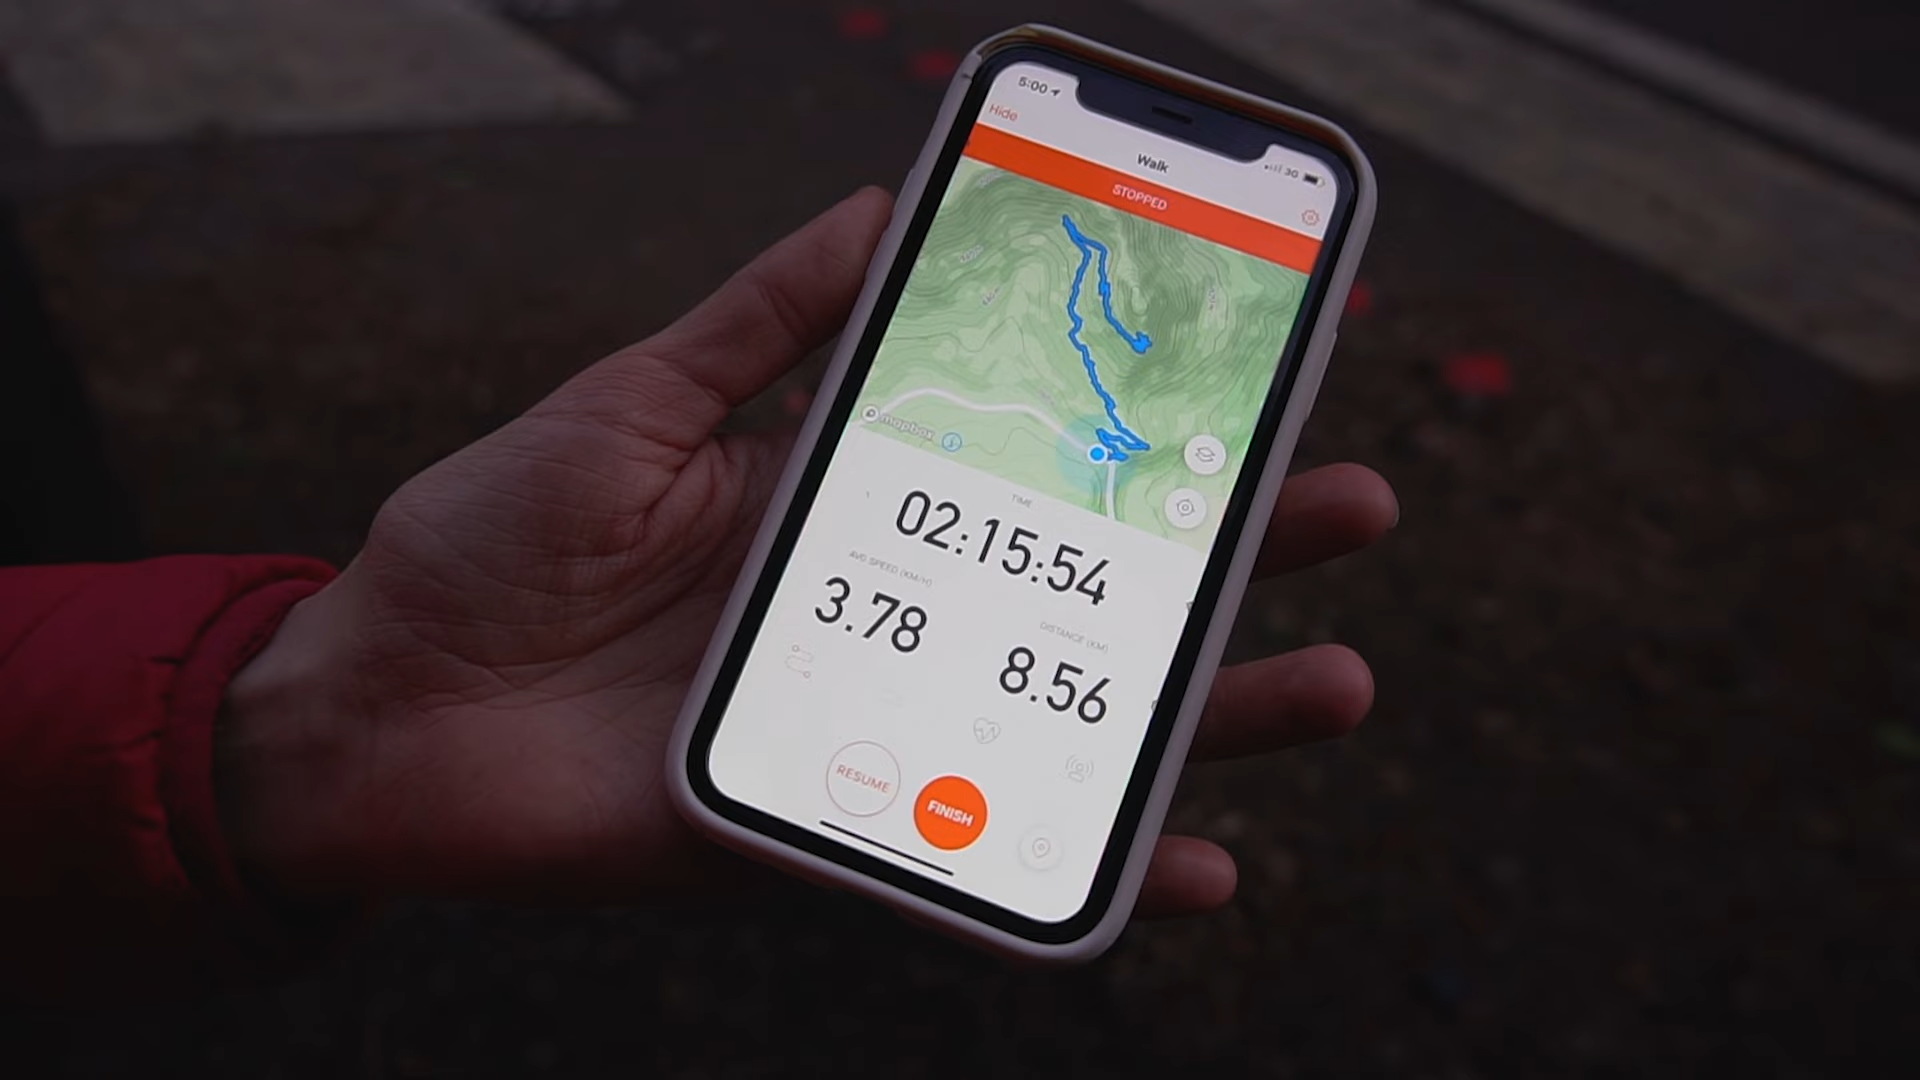 5:00
3G
Hide
Walk
STOPPED
mapbox
TIME
02:15:54
AVG SPEED (KM/H)
3.78
DISTANCE (KM)
8.56
RESUME
FINISH